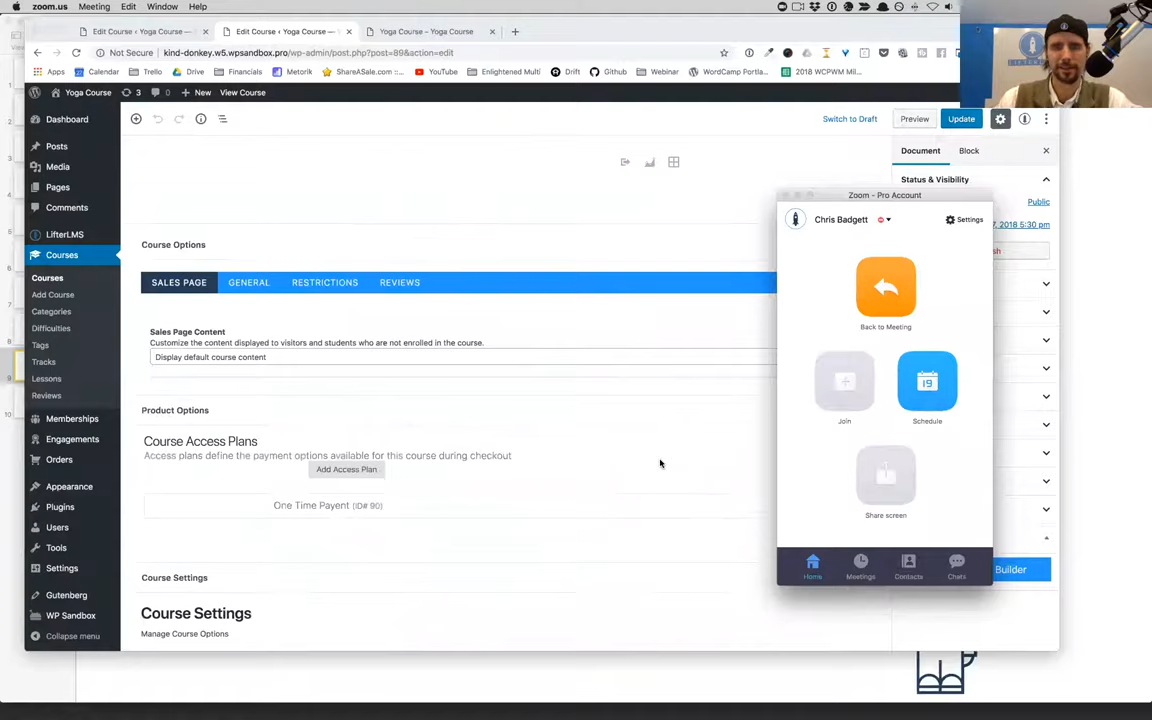 zoom.us Meeting Edit Window Help
Edit Course ‹ Yoga Course —
Edit Course ‹ Yoga Course —
Yoga Course – Yoga Course
Not Secure kind-donkey.w5.wpsandbox.pro/wp-admin/post.php?post=89&action=edit
Apps Calendar Trello Drive Financials Metorik ShareASale.com ::... YouTube Enlightened Multi Drift Github Webinar WordCamp Portla... 2018 WCPWM Mil...
Yoga Course 3 New View Course
Dashboard
Posts
Media
Pages
Comments
LifterLMS
Courses
Courses
Add Course
Categories
Difficulties
Tags
Tracks
Lessons
Reviews
Memberships
Engagements
Orders
Appearance
Plugins
Users
Tools
Settings
Gutenberg
WP Sandbox
Collapse menu
Switch to Draft Preview Update
Document Block
Status & Visibility
Public
7, 2018 5:30 pm
Course Options
SALES PAGE GENERAL RESTRICTIONS REVIEWS
Sales Page Content
Customize the content displayed to visitors and students who are not enrolled in the course.
Display default course content
Product Options
Course Access Plans
Access plans define the payment options available for this course during checkout
Add Access Plan
One Time Payent (ID# 90)
Course Settings
Course Settings
Manage Course Options
Builder
Zoom - Pro Account
Chris Badgett
Settings
Back to Meeting
Join
19
Schedule
Share screen
Home Meetings Contacts Chats